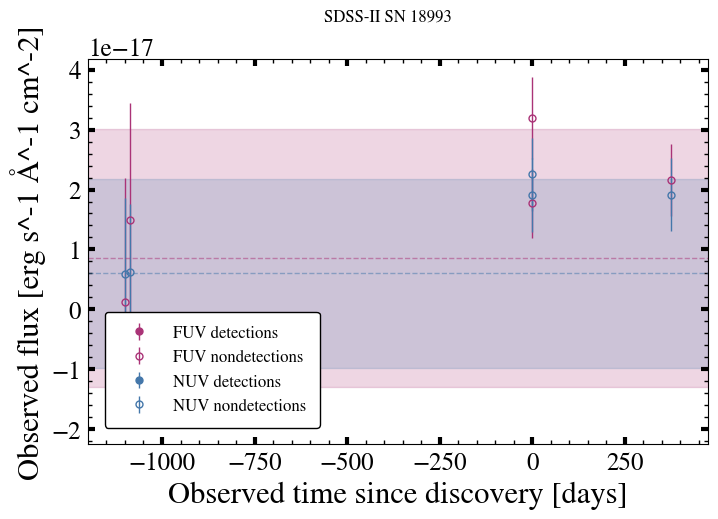 SDSS-II SN 18993
1e−17
Observed flux [erg s^-1 Å^-1 cm^-2]
4
3
2
1
0
−1
−2
FUV detections
FUV nondetections
NUV detections
NUV nondetections
−1000 −750 −500 −250 0 250
Observed time since discovery [days]